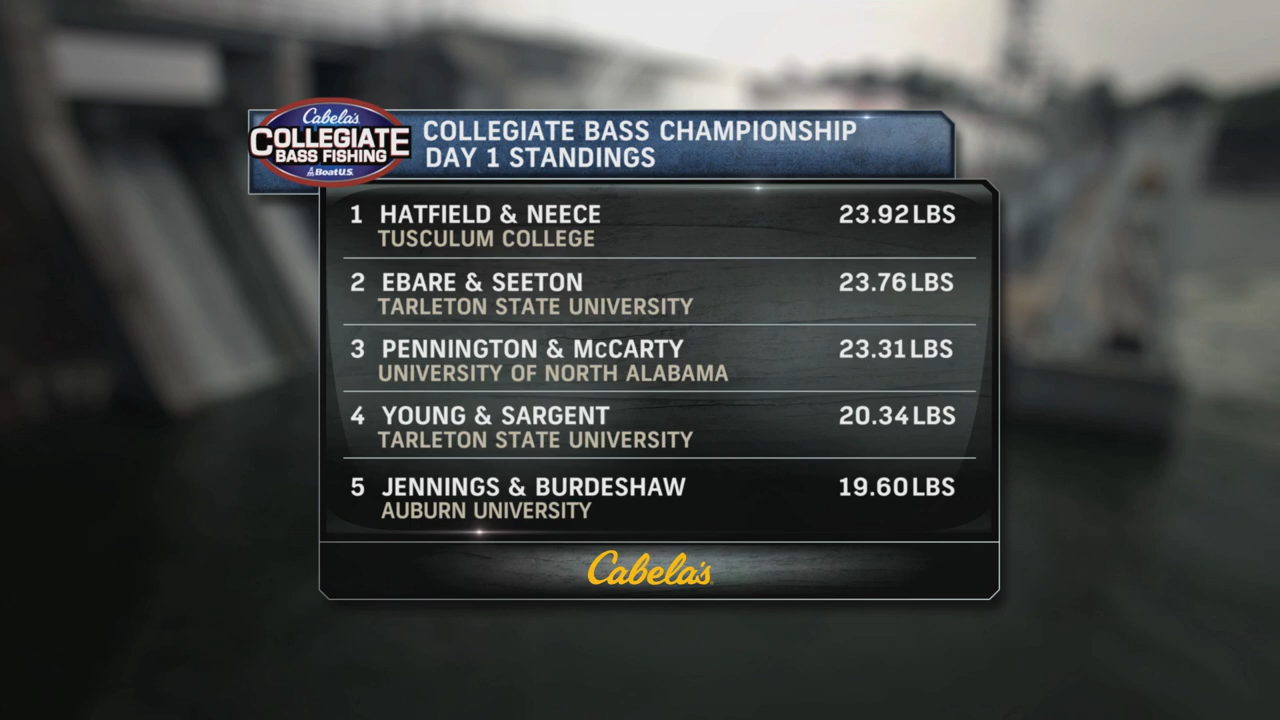 Cabela's
COLLEGIATE
BASS FISHING
BoatU.S.
COLLEGIATE BASS CHAMPIONSHIP
DAY 1 STANDINGS
1 HATFIELD & NEECE 23.92 LBS
TUSCULUM COLLEGE
2 EBARE & SEETON 23.76 LBS
TARLETON STATE UNIVERSITY
3 PENNINGTON & McCARTY 23.31 LBS
UNIVERSITY OF NORTH ALABAMA
4 YOUNG & SARGENT 20.34 LBS
TARLETON STATE UNIVERSITY
5 JENNINGS & BURDESHAW 19.60 LBS
AUBURN UNIVERSITY
Cabela's